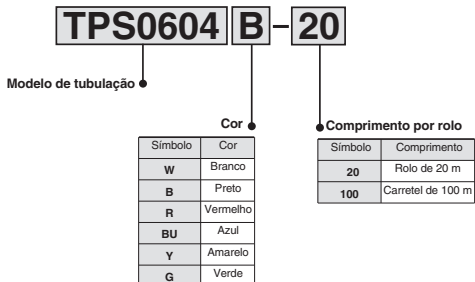 TPS0604 B - 20
Modelo de tubulação
Cor
Símbolo Cor
W Branco
B Preto
R Vermelho
BU Azul
Y Amarelo
G Verde
Comprimento por rolo
Símbolo Comprimento
20 Rolo de 20 m
100 Carretel de 100 m